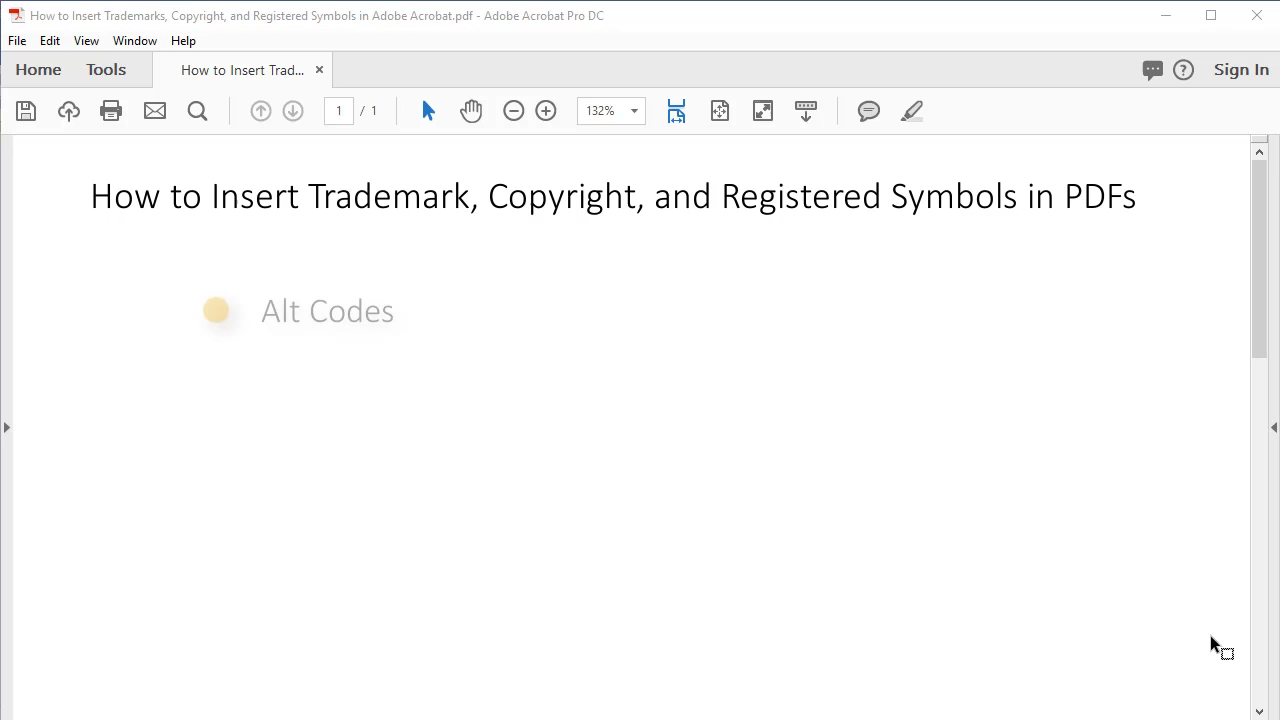 How to Insert Trademarks, Copyright, and Registered Symbols in Adobe Acrobat.pdf - Adobe Acrobat Pro DC
File Edit View Window Help
Home Tools How to Insert Trad... × Sign In
1 / 1 132%
How to Insert Trademark, Copyright, and Registered Symbols in PDFs
Alt Codes